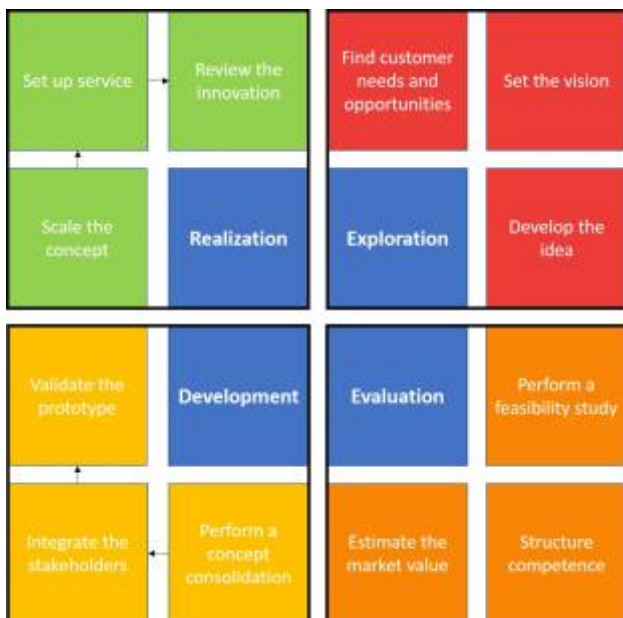 Set up service
Review the
innovation
Find customer
needs and
opportunities
Set the vision
Scale the
concept
Realization
Exploration
Develop the
idea
Validate the
prototype
Development
Evaluation
Perform a
feasibility study
Integrate the
stakeholders
Perform a
concept
consolidation
Estimate the
market value
Structure
competence